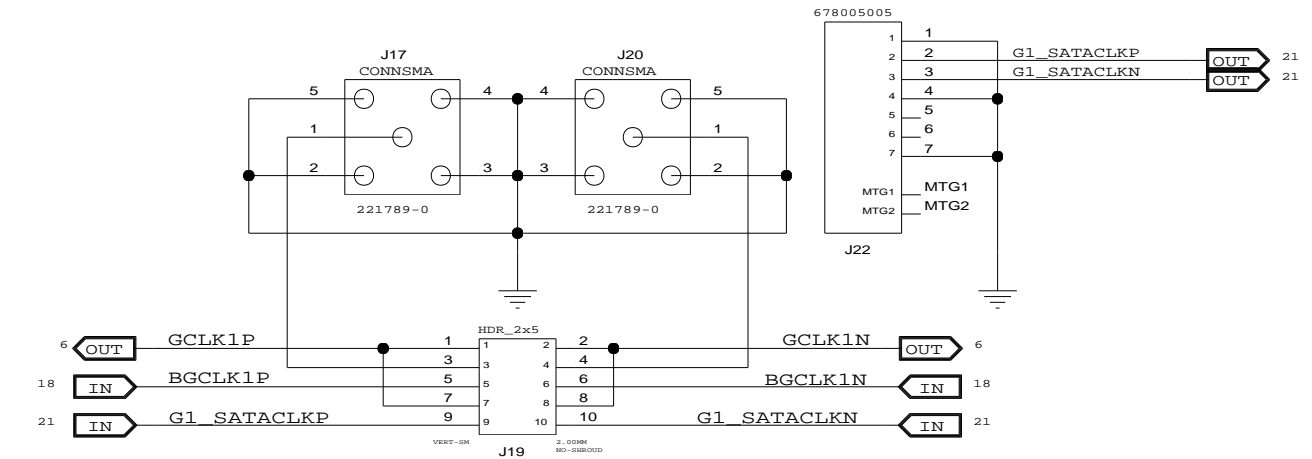 678005005
J17
CONNSMA
J20
CONNSMA
5
4
4
5
1
1
2
3
3
2
221789-0
221789-0
1
1
2
2
G1_SATACLKP
OUT
21
3
3
G1_SATACLKN
OUT
21
4
4
5
5
6
6
7
7
MTG1
MTG1
MTG2
MTG2
J22
HDR_2x5
6
OUT
GCLK1P
1
1
2
2
GCLK1N
OUT
6
3
3
4
4
18
IN
BGCLK1P
5
5
6
6
BGCLK1N
IN
18
7
7
8
8
21
IN
G1_SATACLKP
9
9
10
10
G1_SATACLKN
IN
21
VERT-SM
J19
2.00MM
NO-SHROUD